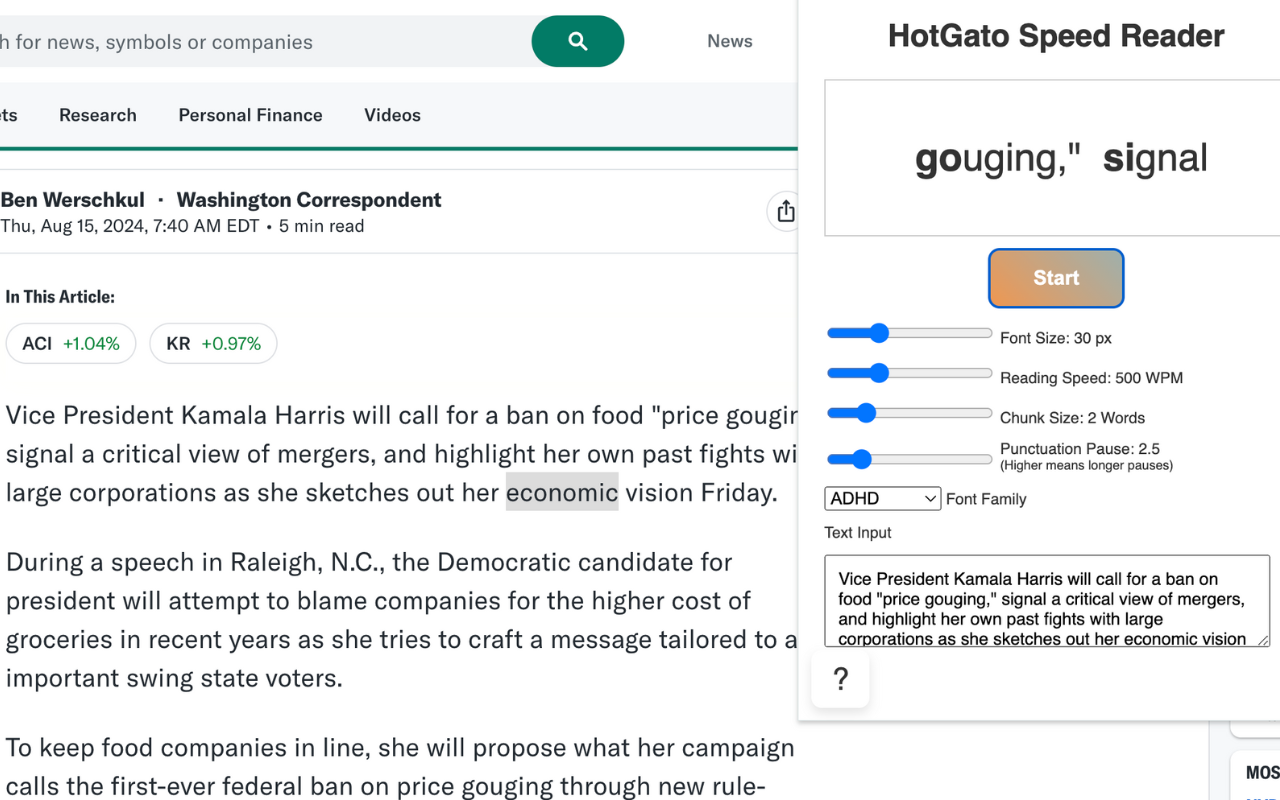 h for news, symbols or companies
News
ts Research Personal Finance Videos
Ben Werschkul · Washington Correspondent
Thu, Aug 15, 2024, 7:40 AM EDT • 5 min read
In This Article:
ACI +1.04% KR +0.97%
Vice President Kamala Harris will call for a ban on food "price gougin
signal a critical view of mergers, and highlight her own past fights wi
large corporations as she sketches out her economic vision Friday.
During a speech in Raleigh, N.C., the Democratic candidate for
president will attempt to blame companies for the higher cost of
groceries in recent years as she tries to craft a message tailored to a
important swing state voters.
To keep food companies in line, she will propose what her campaign
calls the first-ever federal ban on price gouging through new rule-
HotGato Speed Reader
gouging," signal
Start
Font Size: 30 px
Reading Speed: 500 WPM
Chunk Size: 2 Words
Punctuation Pause: 2.5
(Higher means longer pauses)
ADHD Font Family
Text Input
Vice President Kamala Harris will call for a ban on
food "price gouging," signal a critical view of mergers,
and highlight her own past fights with large
corporations as she sketches out her economic vision
?
MOS